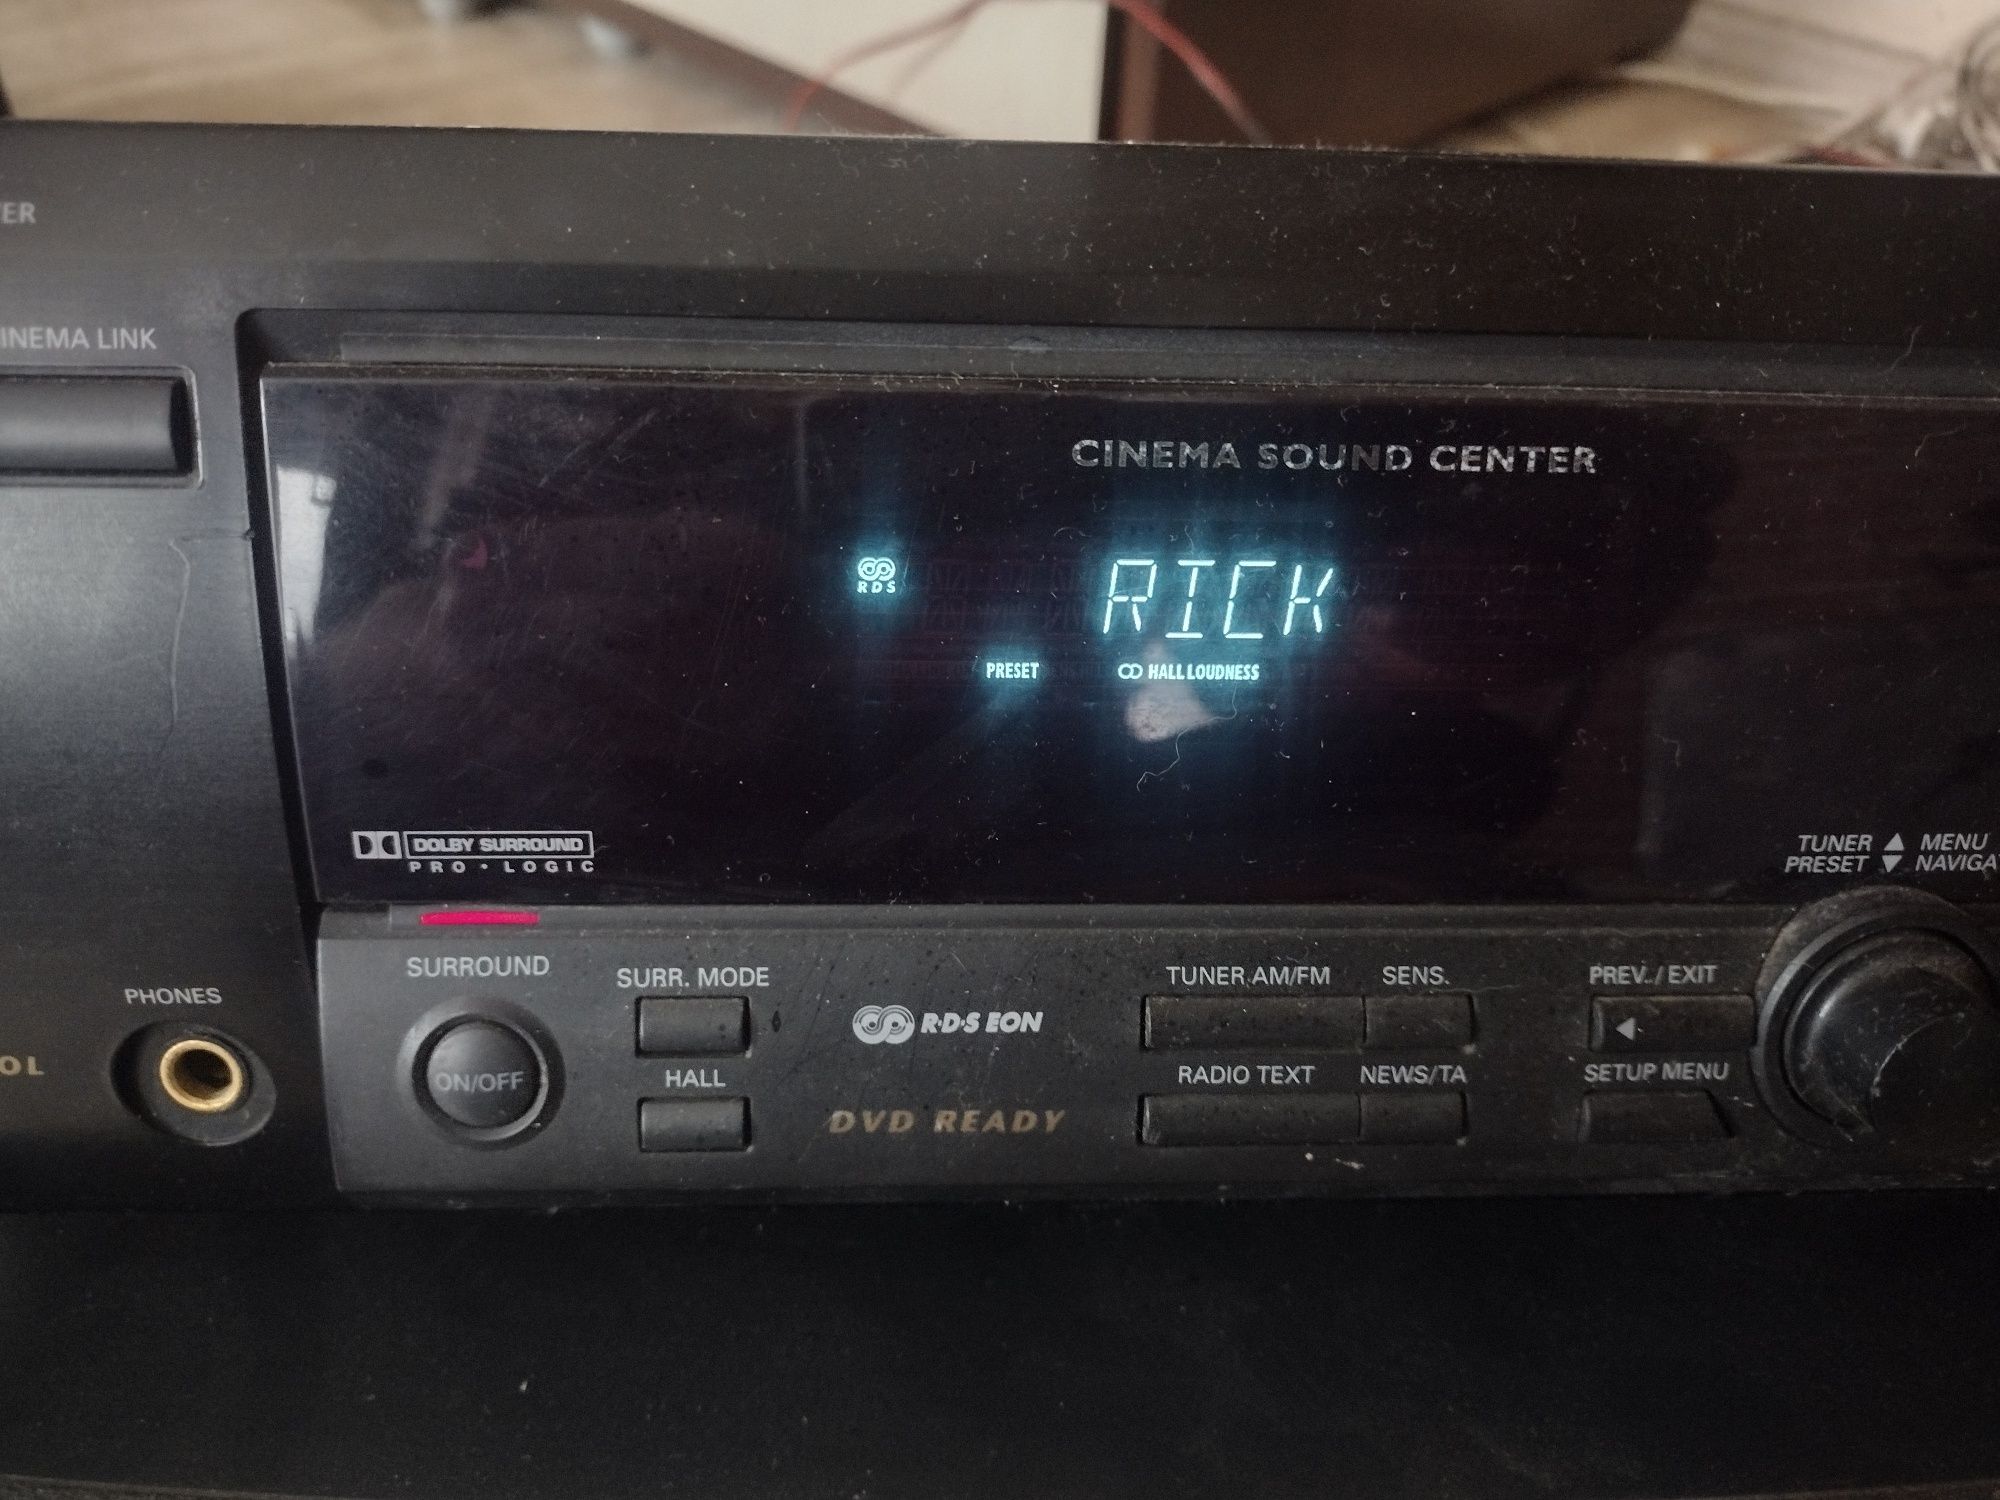 ER
INEMA LINK
CINEMA SOUND CENTER
RDS
RICK
PRESET
HALL LOUDNESS
DOLBY SURROUND
PRO • LOGIC
TUNER ▲ MENU
PRESET ▼ NAVIGA
SURROUND
SURR. MODE
TUNER AM/FM
SENS.
PREV. / EXIT
PHONES
R·D·S EON
ON/OFF
HALL
RADIO TEXT
NEWS/TA
SETUP MENU
OL
DVD READY